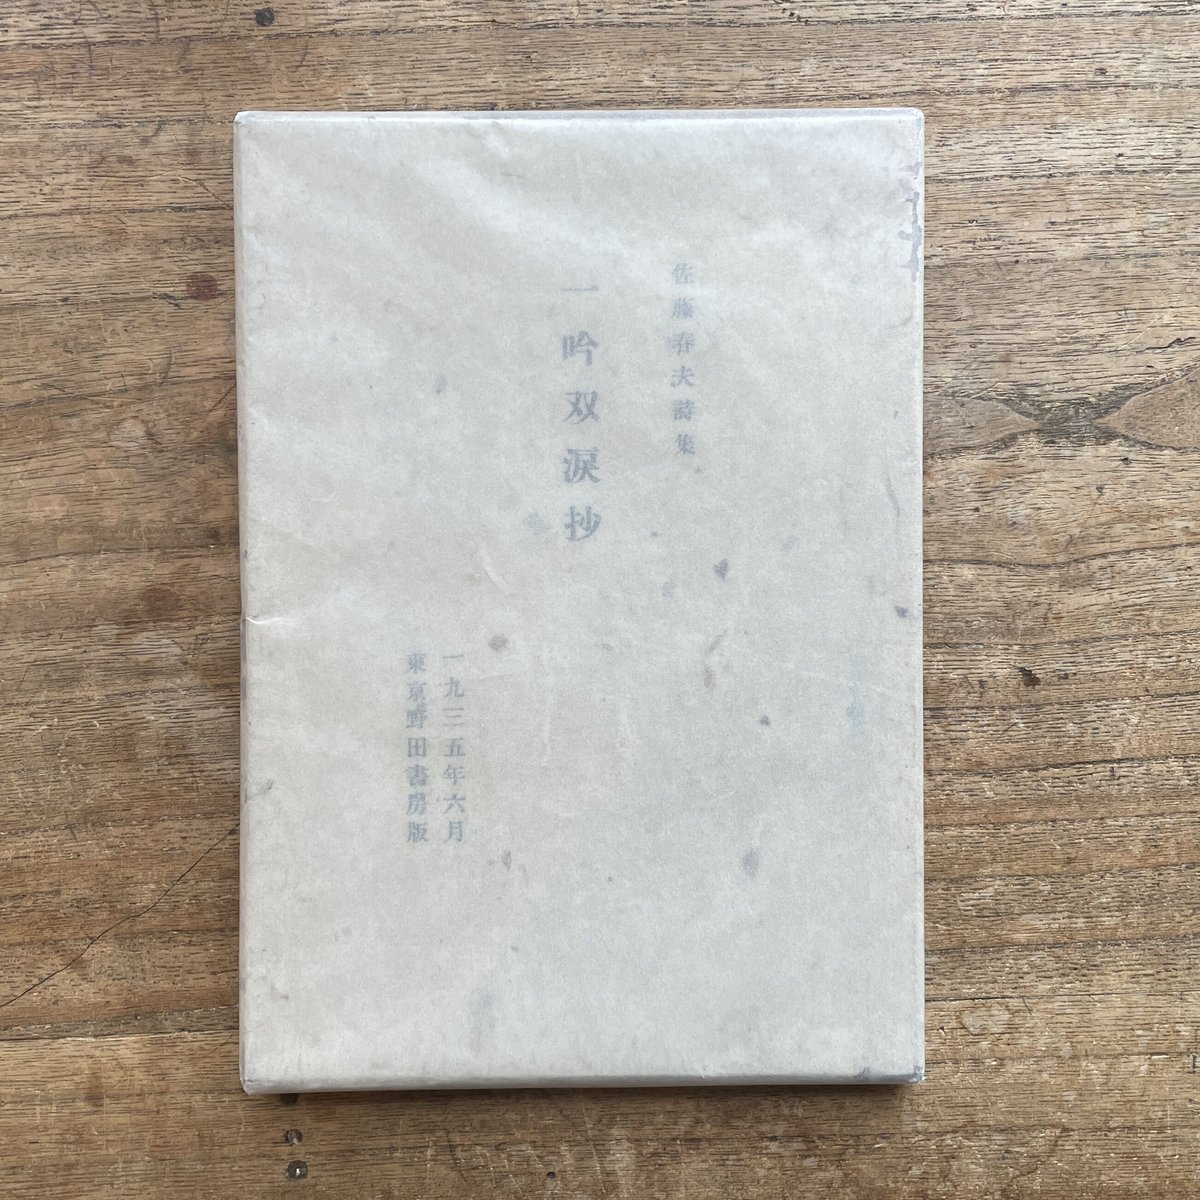 佐藤春夫詩集
一吟双涙抄
一九三五年六月
東京野田書房版